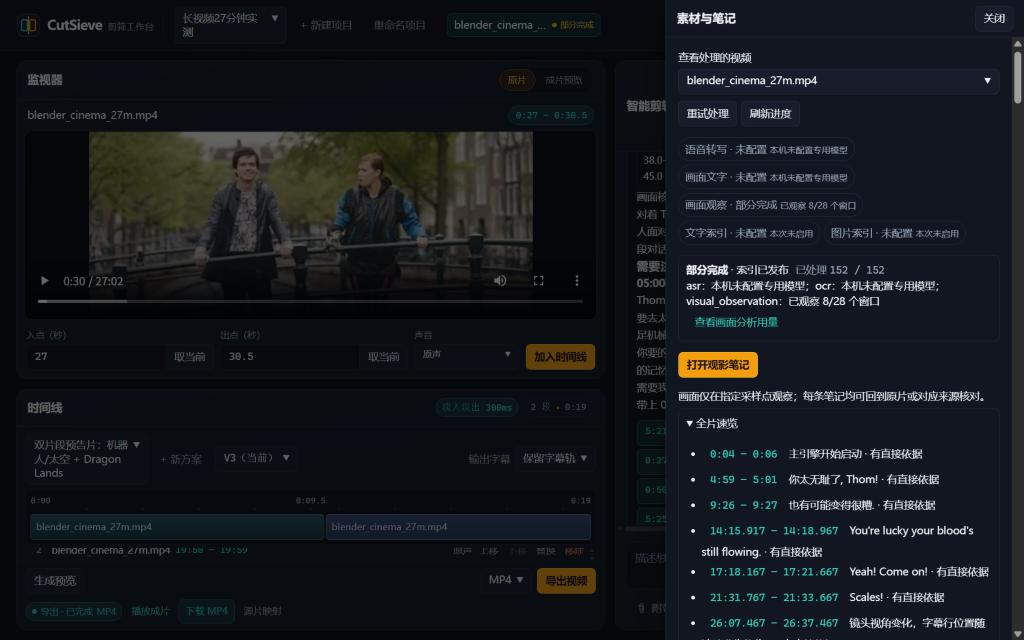 CutSieve 剪筛工作台
长视频27分钟实测 ▼
+ 新建项目
重命名项目
blender_cinema_... 部分完成
监视器
原片
成片预览
blender_cinema_27m.mp4
0:27 – 0:30.5
0:30 / 27:02
入点（秒）
出点（秒）
声音
27
取当前
30.5
取当前
原声
加入时间线
时间线
淡入淡出 300ms
2 段 • 0:19
双片段预告片：机器人/太空 + Dragon Lands
+ 新方案
V3（当前）
输出字幕
保留字幕轨
0:00
0:09.5
0:19
blender_cinema_27m.mp4
blender_cinema_27m.mp4
2 blender_cinema_27m.mp4 19:50 – 19:59
原声 上移 下移 替换 移除
生成预览
MP4
导出视频
导出 · 已完成 MP4
播放成片
下载 MP4
源片映射
智能剪辑
38.0-
45.0
素材与笔记
关闭
查看处理的视频
blender_cinema_27m.mp4
重试处理
刷新进度
语音转写 · 未配置 本机未配置专用模型
画面文字 · 未配置 本机未配置专用模型
画面观察 · 部分完成 已观察 8/28 个窗口
文字索引 · 未配置 本次未启用
图片索引 · 未配置 本次未启用
部分完成 · 索引已发布 已处理 152 / 152
asr：本机未配置专用模型；ocr：本机未配置专用模型；
visual_observation：已观察 8/28 个窗口
查看画面分析用量
打开观影笔记
画面仅在指定采样点观察；每条笔记均可回到原片或对应来源核对。
▼ 全片速览
• 0:04 – 0:06 主引擎开始启动 · 有直接依据
• 4:59 – 5:01 你太无耻了, Thom! · 有直接依据
• 9:26 – 9:27 也有可能变得很糟. · 有直接依据
• 14:15.917 – 14:18.967 You're lucky your blood's
still flowing. · 有直接依据
• 17:18.167 – 17:21.667 Yeah! Come on! · 有直接依据
• 21:31.767 – 21:33.667 Scales! · 有直接依据
• 26:07.467 – 26:37.467 镜头视角变化，字幕行位置随